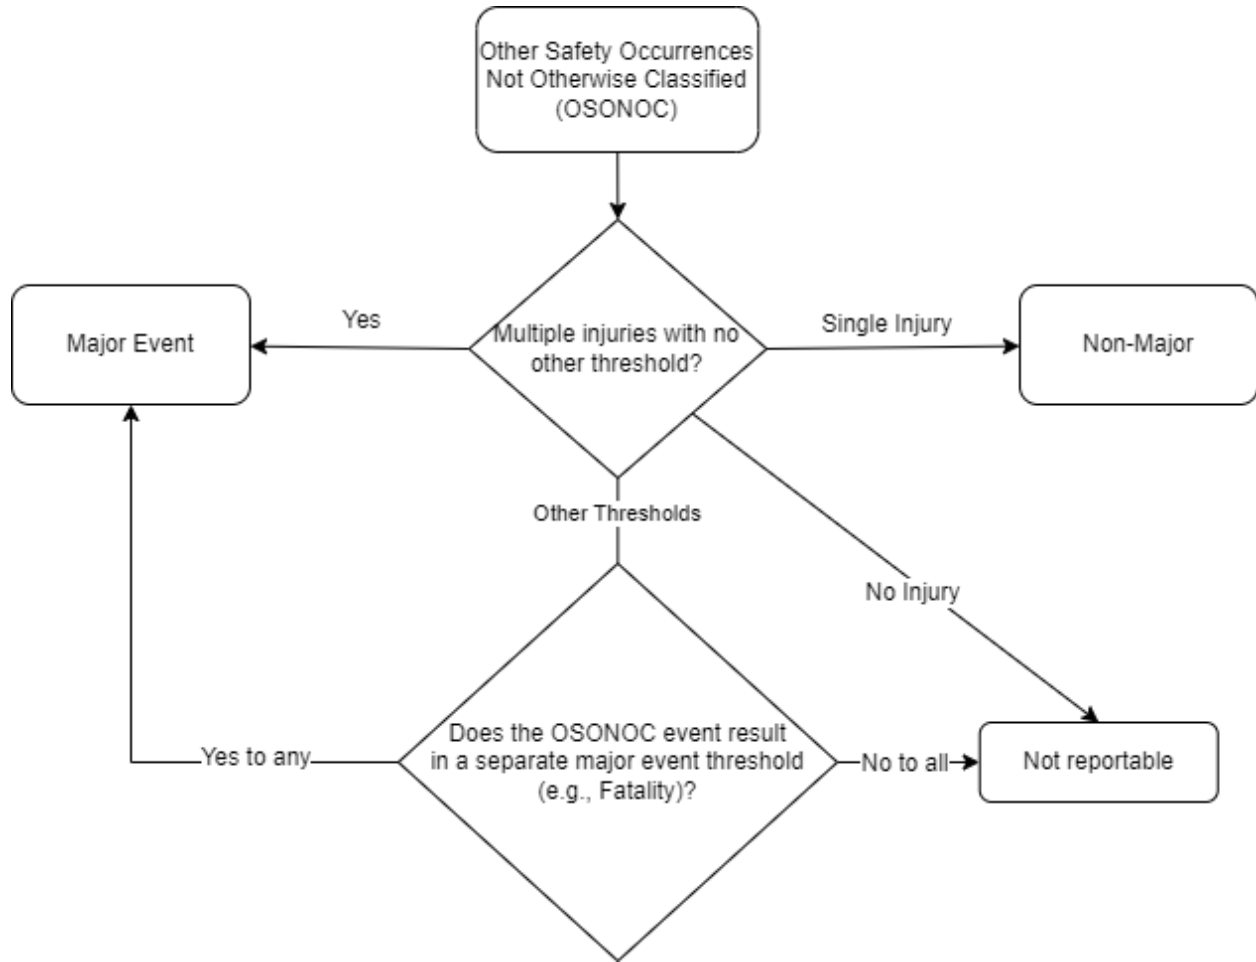 Other Safety Occurrences
Not Otherwise Classified
(OSONOC)
Yes
Single Injury
Major Event
Multiple injuries with no
other threshold?
Non-Major
Other Thresholds
No Injury
Does the OSONOC event result
in a separate major event threshold
(e.g., Fatality)?
Yes to any
No to all
Not reportable